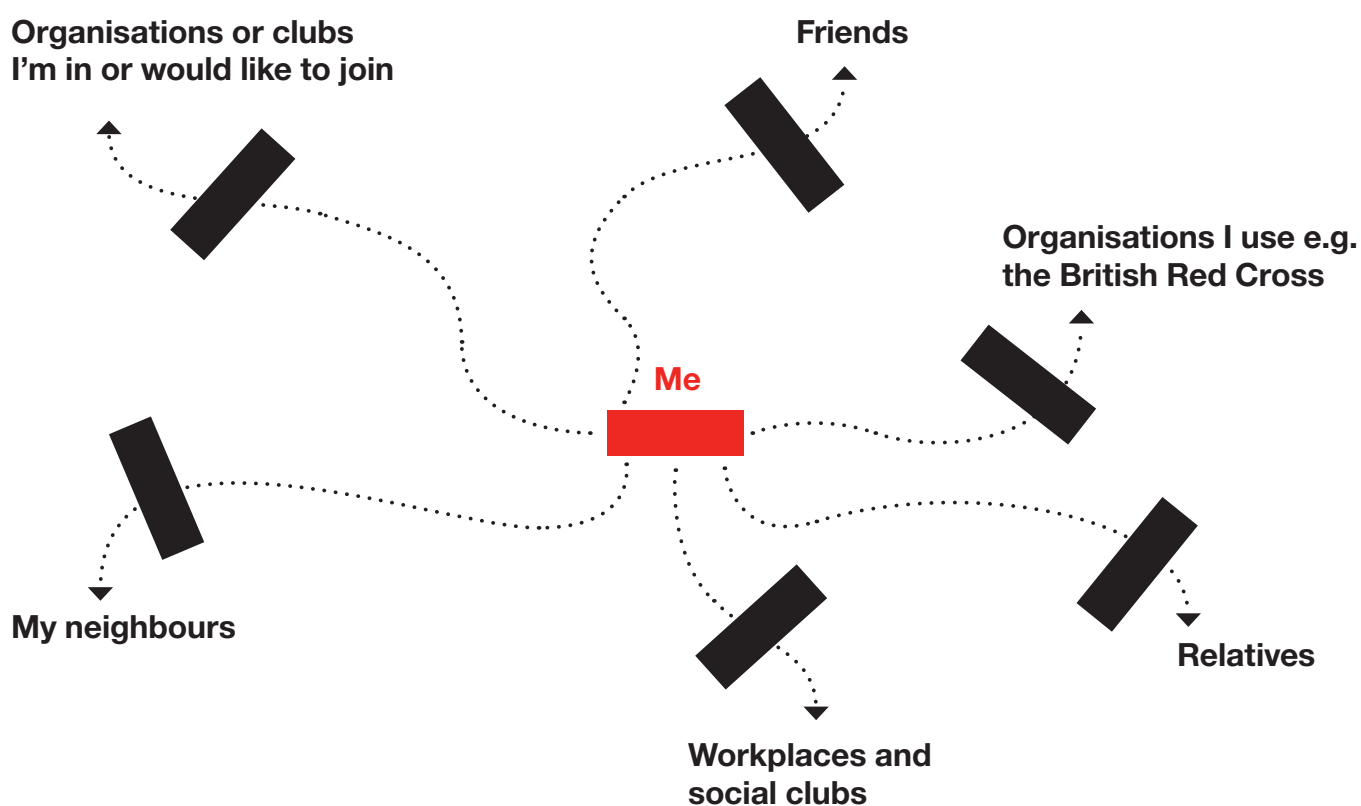 Organisations or clubs
I'm in or would like to join
Friends
Organisations I use e.g.
the British Red Cross
Me
My neighbours
Relatives
Workplaces and
social clubs